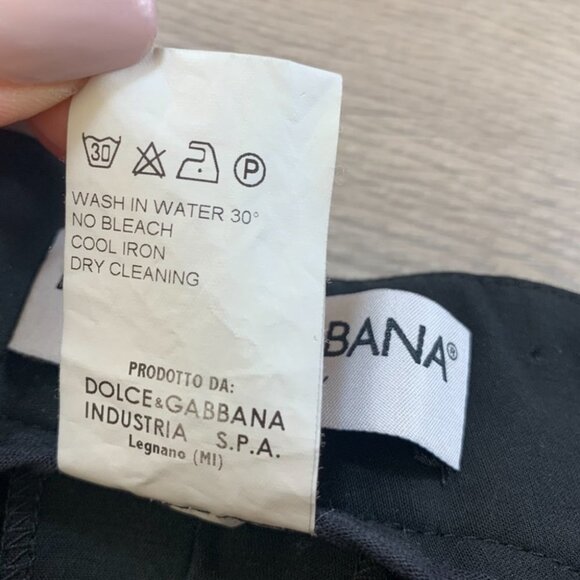 30
P
WASH IN WATER 30°
NO BLEACH
COOL IRON
DRY CLEANING
PRODOTTO DA:
DOLCE&GABBANA
INDUSTRIA S.P.A.
Legnano (MI)
BANA®